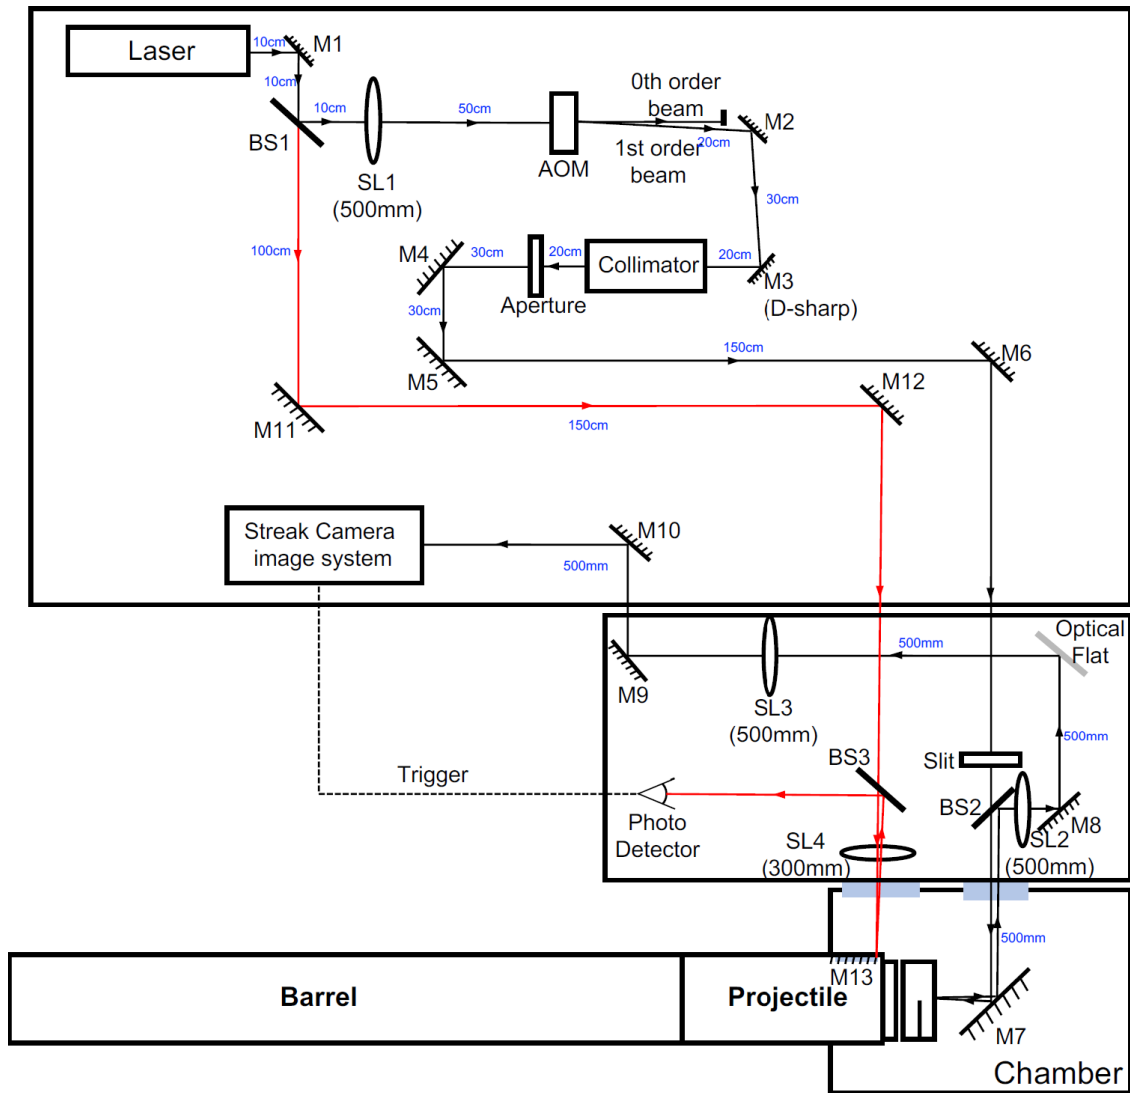 Laser
10cm
M1
10cm
BS1
10cm
SL1
(500mm)
50cm
AOM
0th order
beam
1st order
beam
20cm
M2
30cm
100cm
M4
30cm
20cm
Collimator
20cm
M3
(D-sharp)
Aperture
30cm
M5
150cm
M6
M12
M11
150cm
Streak Camera
image system
M10
500mm
Optical
Flat
500mm
M9
SL3
(500mm)
500mm
BS3
Slit
Trigger
BS2
M8
Photo
Detector
SL4
(300mm)
SL2
(500mm)
500mm
M13
Barrel
Projectile
M7
Chamber